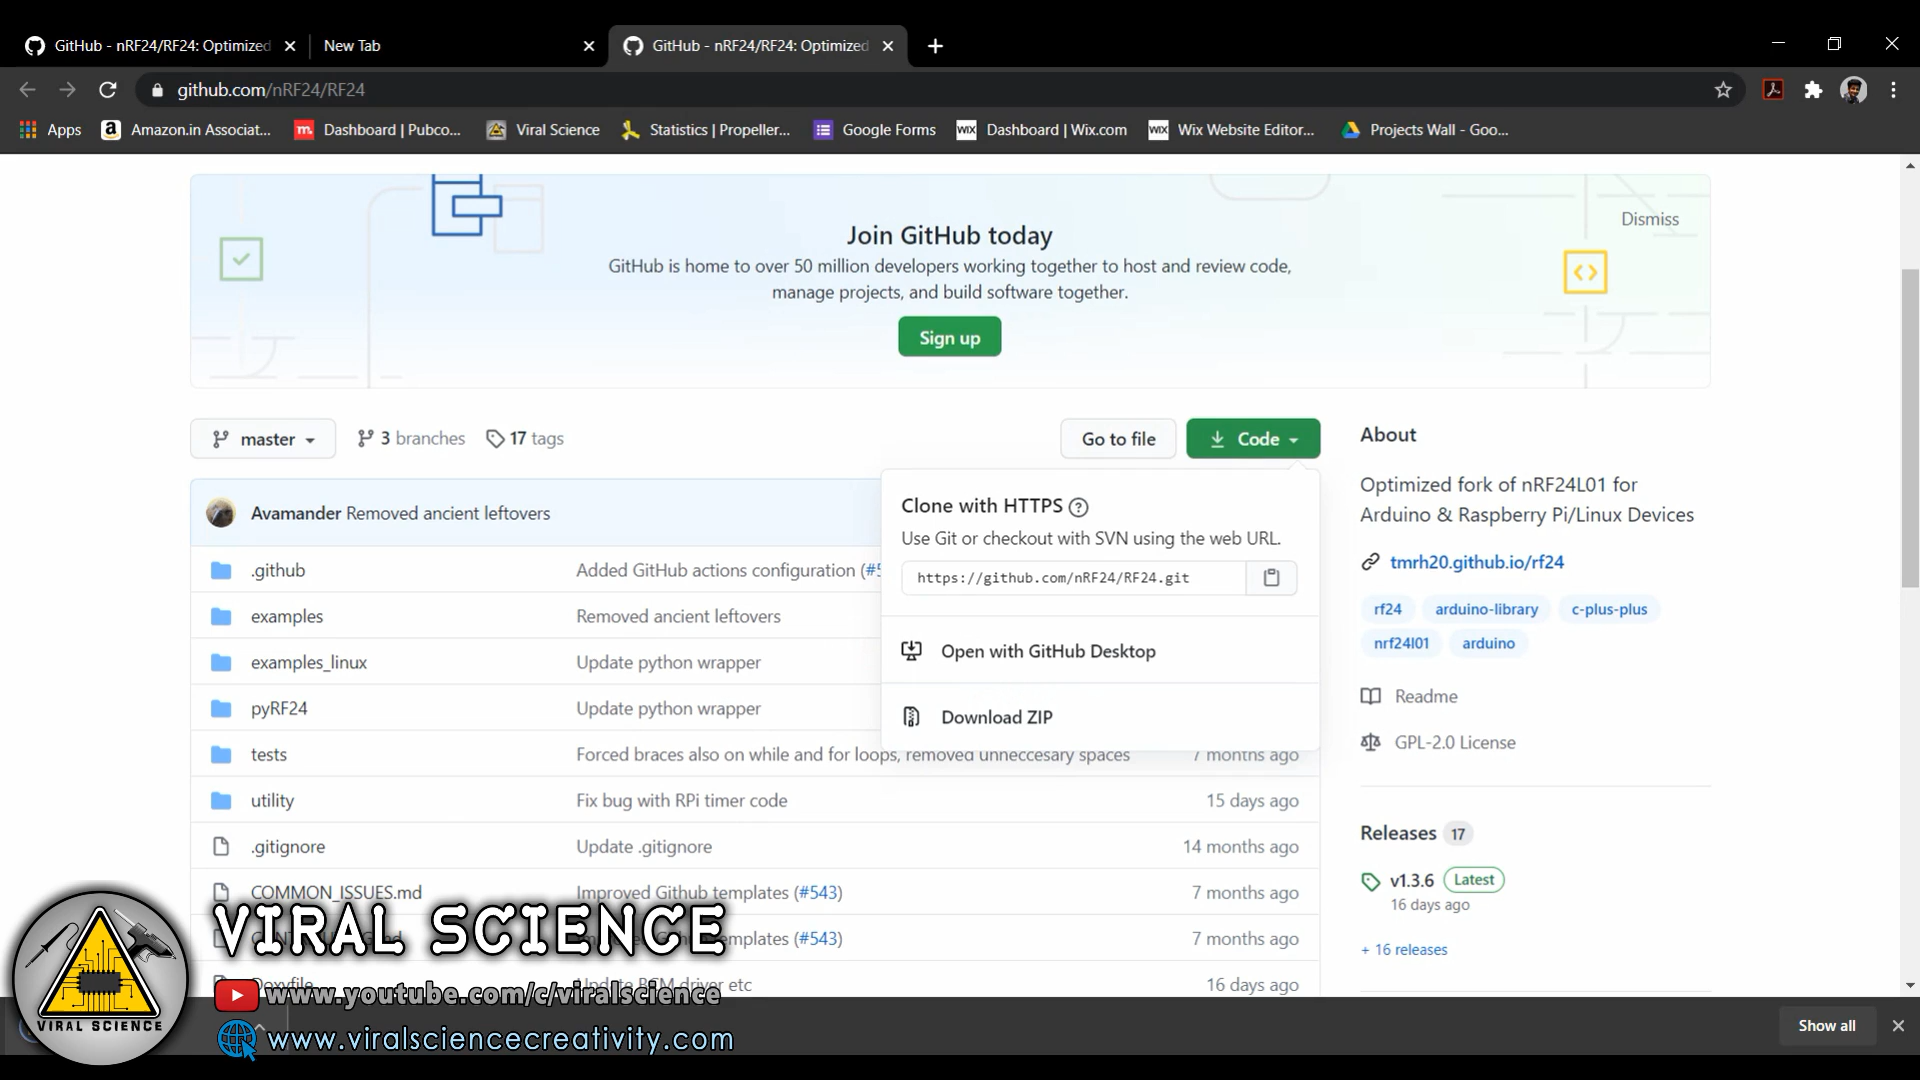 GitHub - nRF24/RF24: Optimized
New Tab
GitHub - nRF24/RF24: Optimized
github.com/nRF24/RF24
Apps
Amazon.in Associat...
Dashboard | Pubco...
Viral Science
Statistics | Propeller...
Google Forms
Dashboard | Wix.com
Wix Website Editor...
Projects Wall - Goo...
Join GitHub today
Dismiss
GitHub is home to over 50 million developers working together to host and review code,
manage projects, and build software together.
Sign up
master
3 branches
17 tags
Go to file
Code
About
Optimized fork of nRF24L01 for
Arduino & Raspberry Pi/Linux Devices
tmrh20.github.io/rf24
rf24 arduino-library c-plus-plus
nrf24l01 arduino
Readme
GPL-2.0 License
Releases 17
v1.3.6 Latest
16 days ago
+ 16 releases
Clone with HTTPS
Use Git or checkout with SVN using the web URL.
https://github.com/nRF24/RF24.git
Open with GitHub Desktop
Download ZIP
Avamander Removed ancient leftovers
.github Added GitHub actions configuration (#5
examples Removed ancient leftovers
examples_linux Update python wrapper
pyRF24 Update python wrapper
tests Forced braces also on while and for loops, removed unneccesary spaces 7 months ago
utility Fix bug with RPi timer code 15 days ago
.gitignore Update .gitignore 14 months ago
COMMON_ISSUES.md Improved Github templates (#543) 7 months ago
templates (#543) 7 months ago
Doxyfile Update BCM driver etc 16 days ago
VIRAL SCIENCE
www.youtube.com/c/viralscience
www.viralsciencecreativity.com
VIRAL SCIENCE
Show all